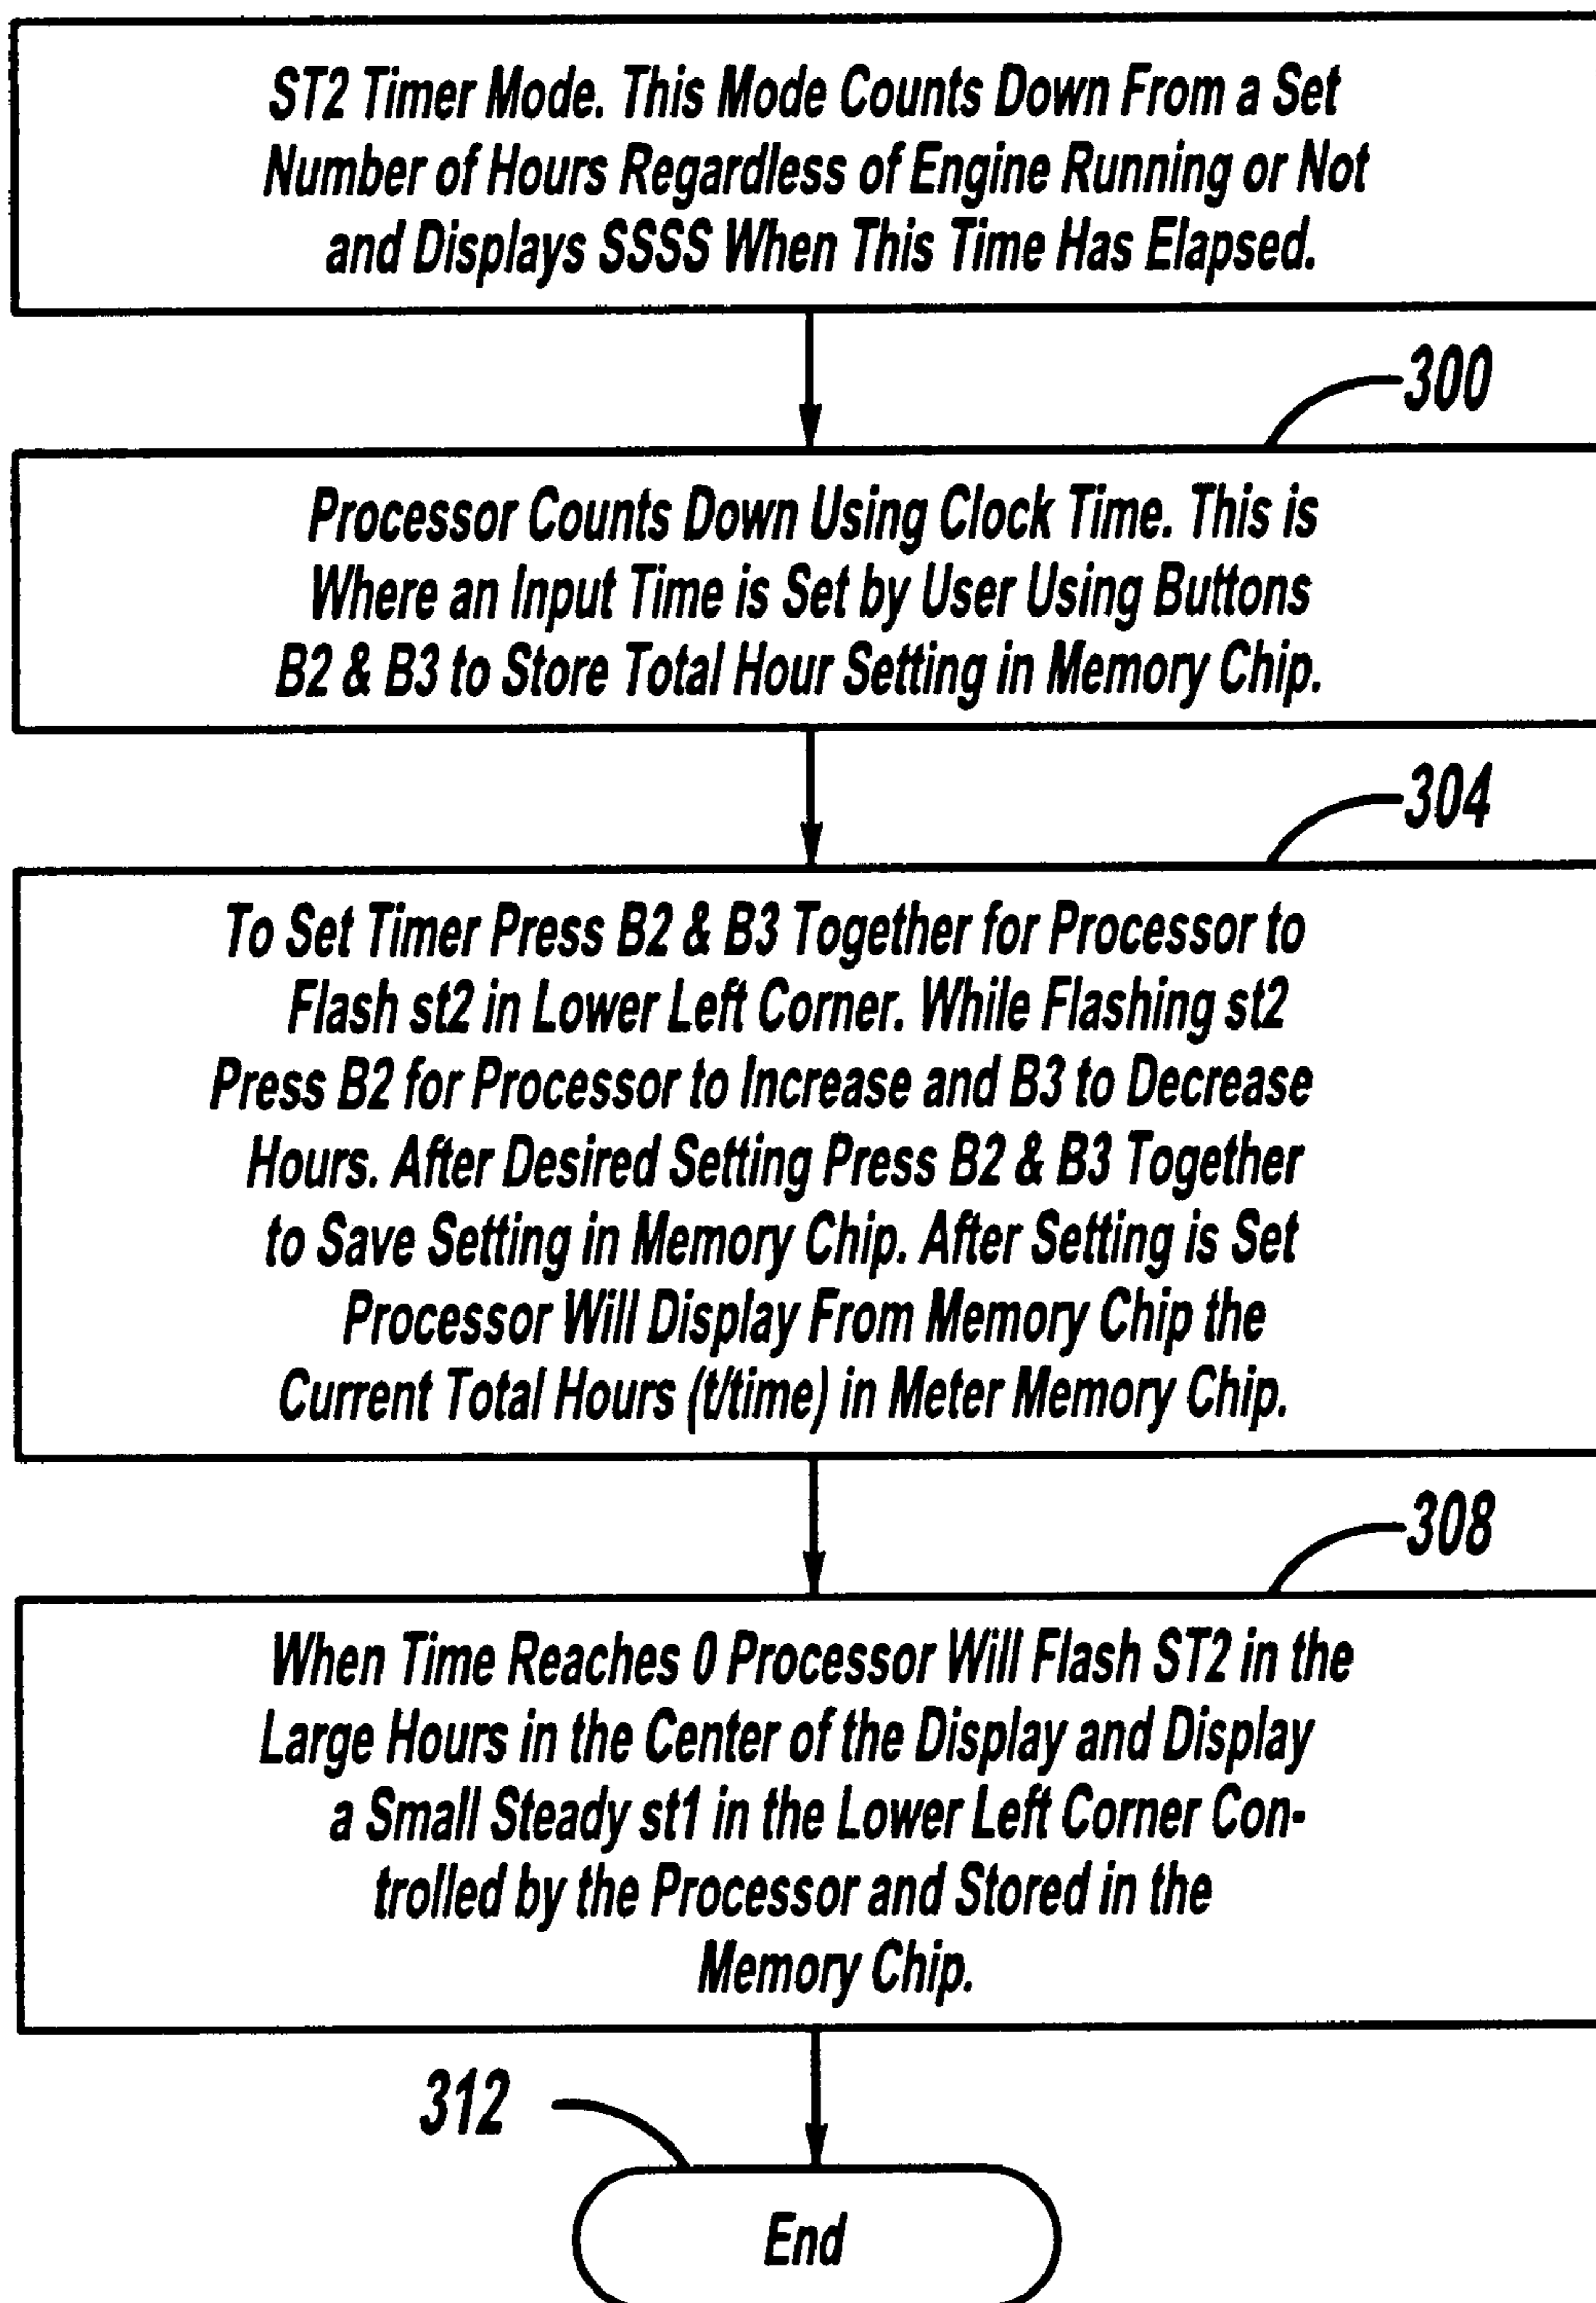 ST2 Timer Mode. This Mode Counts Down From a Set
Number of Hours Regardless of Engine Running or Not
and Displays SSSS When This Time Has Elapsed.
300
Processor Counts Down Using Clock Time. This is
Where an Input Time is Set by User Using Buttons
B2 & B3 to Store Total Hour Setting in Memory Chip.
304
To Set Timer Press B2 & B3 Together for Processor to
Flash st2 in Lower Left Corner. While Flashing st2
Press B2 for Processor to Increase and B3 to Decrease
Hours. After Desired Setting Press B2 & B3 Together
to Save Setting in Memory Chip. After Setting is Set
Processor Will Display From Memory Chip the
Current Total Hours (t/time) in Meter Memory Chip.
308
When Time Reaches 0 Processor Will Flash ST2 in the
Large Hours in the Center of the Display and Display
a Small Steady st1 in the Lower Left Corner Con-
trolled by the Processor and Stored in the
Memory Chip.
312
End